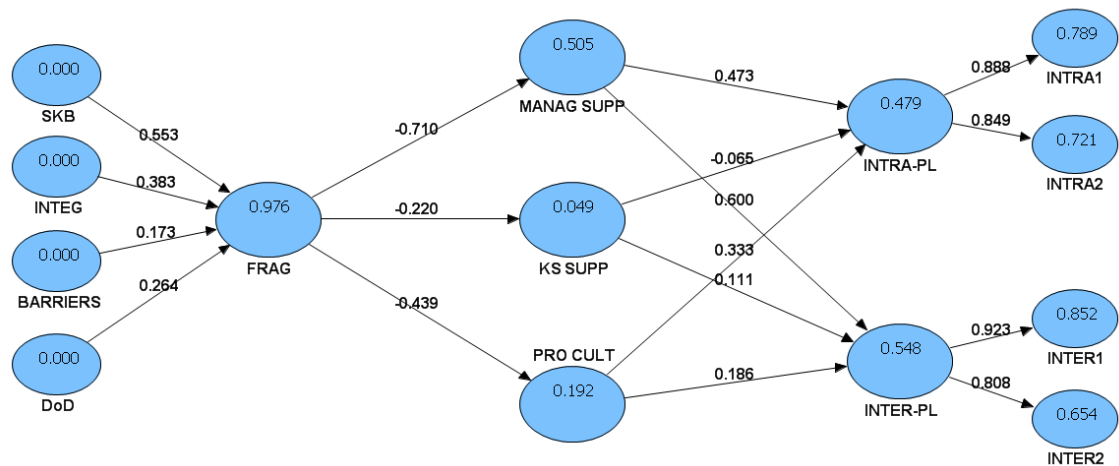 0.000
SKB
0.000
INTEG
0.000
BARRIERS
0.000
DoD
0.553
0.383
0.173
0.264
0.976
FRAG
-0.710
-0.220
-0.439
0.505
MANAG SUPP
0.049
KS SUPP
PRO CULT
0.192
0.473
-0.065
0.600
0.333
0.111
0.186
0.479
INTRA-PL
0.548
INTER-PL
0.888
0.849
0.923
0.808
0.789
INTRA1
0.721
INTRA2
0.852
INTER1
0.654
INTER2